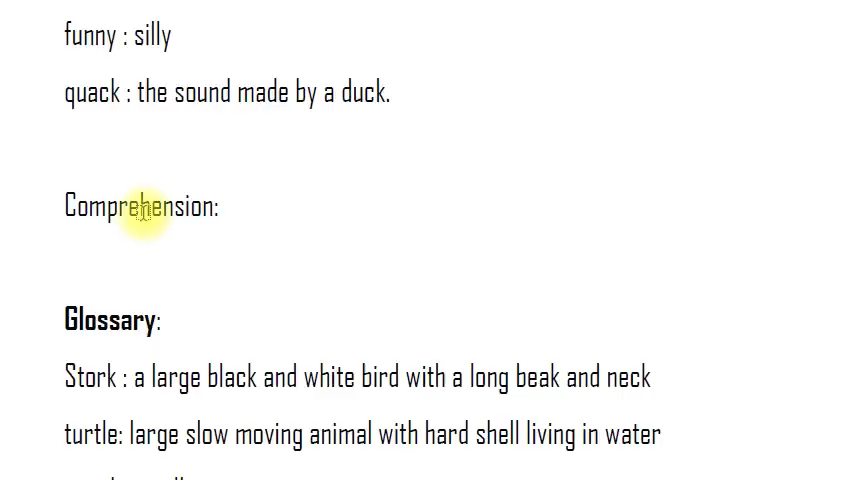 funny : silly
quack : the sound made by a duck.
Comprehension:
Glossary:
Stork : a large black and white bird with a long beak and neck
turtle: large slow moving animal with hard shell living in water